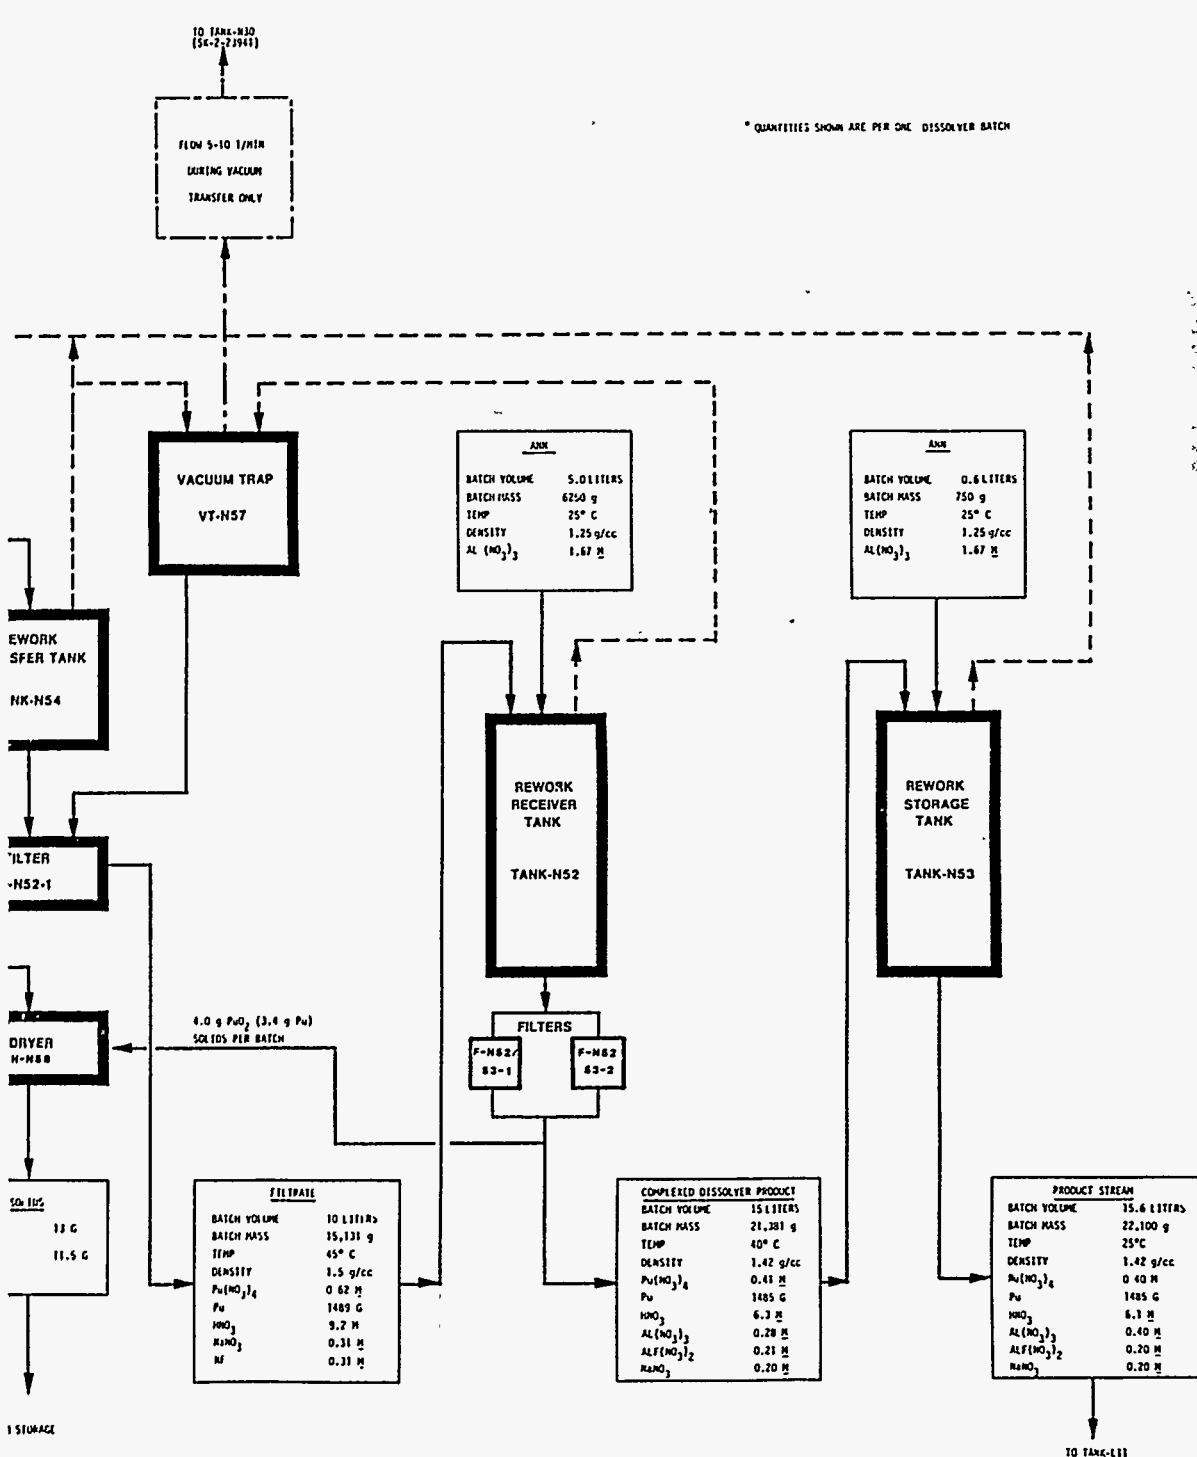 TO TANK-N30
(SK-2-23941)
* QUANTITIES SHOWN ARE PER ONE DISSOLVER BATCH
FLOW 5-10 l/MIN
DURING VACUUM
TRANSFER ONLY
VACUUM TRAP
VT-N57
ANN
BATCH VOLUME 5.0 LITERS
BATCH MASS 6250 g
TEMP 25° C
DENSITY 1.25 g/cc
AL (NO3)3 1.67 M
ANN
BATCH VOLUME 0.6 LITERS
BATCH MASS 750 g
TEMP 25° C
DENSITY 1.25 g/cc
AL(NO3)3 1.67 M
EWORK
SFER TANK
NK-N54
REWORK
RECEIVER
TANK
TANK-N52
REWORK
STORAGE
TANK
TANK-N53
ILTER
-N52-1
4.0 g PuO2 (3.4 g Pu)
SOLIDS PER BATCH
DRYER
FILTERS
F-N52/
53-1
F-N52
53-2
SOLIDS
13 G
11.5 G
FILTRATE
BATCH VOLUME 10 LITERS
BATCH MASS 15,131 g
TEMP 45° C
DENSITY 1.5 g/cc
Pu(NO3)4 0.62 M
Pu 1489 G
HNO3 9.2 M
NaNO3 0.31 M
0.31 M
COMPLEXED DISSOLVER PRODUCT
BATCH VOLUME 15 LITERS
BATCH MASS 21,381 g
TEMP 40° C
DENSITY 1.42 g/cc
Pu(NO3)4 0.41 M
Pu 1485 G
HNO3 6.3 M
AL(NO3)3 0.28 M
ALF(NO3)2 0.21 M
NaNO3 0.20 M
PRODUCT STREAM
BATCH VOLUME 15.6 LITERS
BATCH MASS 22,100 g
TEMP 25°C
DENSITY 1.42 g/cc
Pu(NO3)4 0.40 M
Pu 1485 G
HNO3 6.1 M
AL(NO3)3 0.40 M
ALF(NO3)2 0.20 M
NaNO3 0.20 M
STORAGE
TO TANK-L11